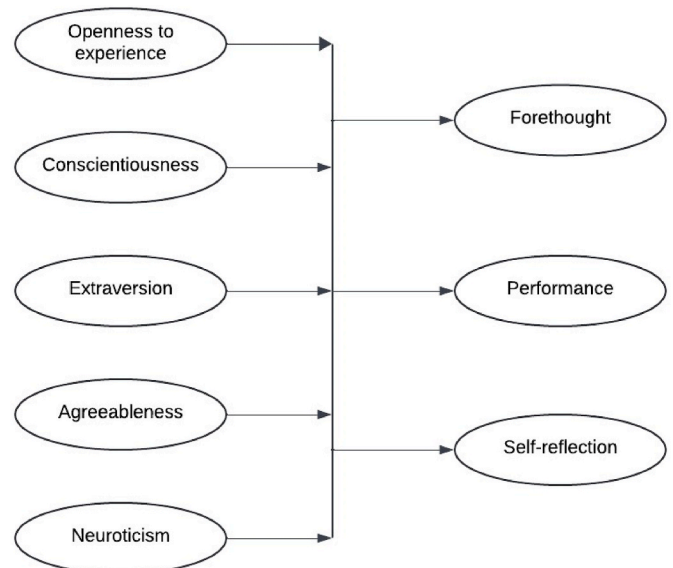 Openness to
experience
Conscientiousness
Extraversion
Agreeableness
Neuroticism
Forethought
Performance
Self-reflection